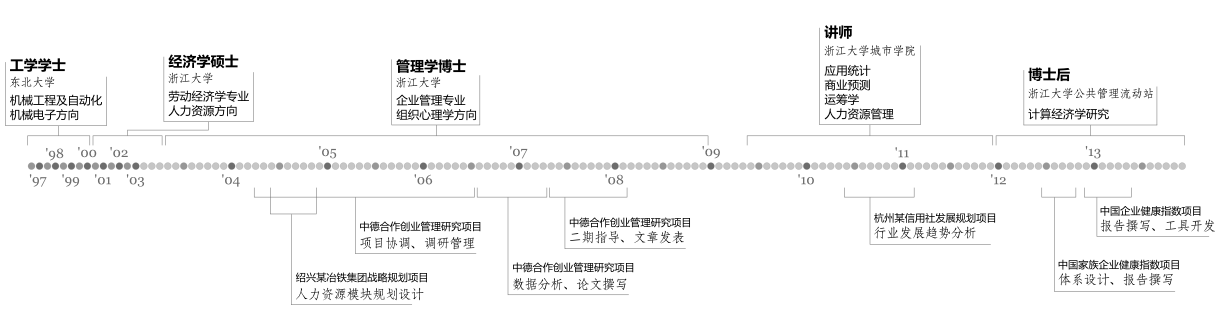 工学学士
东北大学
机械工程及自动化
机械电子方向
经济学硕士
浙江大学
劳动经济学专业
人力资源方向
管理学博士
浙江大学
企业管理专业
组织心理学方向
讲师
浙江大学城市学院
应用统计
商业预测
运筹学
人力资源管理
博士后
浙江大学公共管理流动站
计算经济学研究
'98 '00 '02 '05 '07 '09 '11 '13
'97 '99 '01 '03 '04 '06 '08 '10 '12
中德合作创业管理研究项目
项目协调、调研管理
绍兴某冶铁集团战略规划项目
人力资源模块规划设计
中德合作创业管理研究项目
二期指导、文章发表
中德合作创业管理研究项目
数据分析、论文撰写
杭州某信用社发展规划项目
行业发展趋势分析
中国企业健康指数项目
报告撰写、工具开发
中国家族企业健康指数项目
体系设计、报告撰写